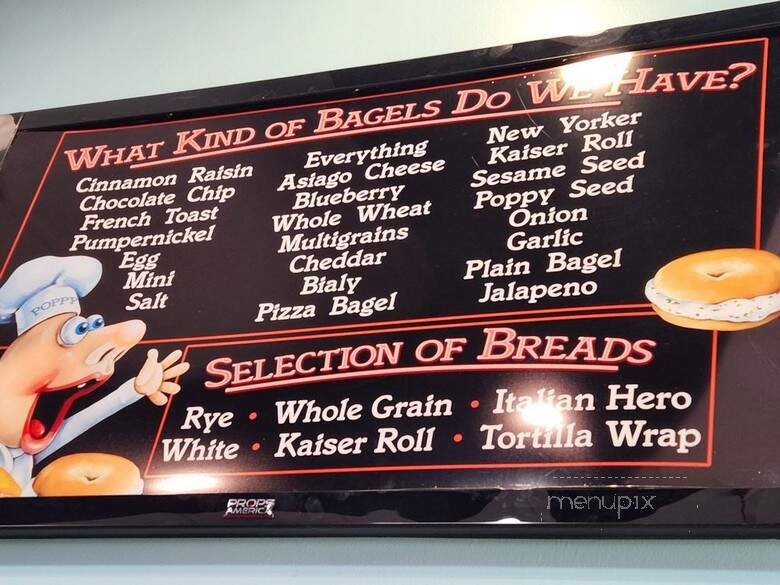 What Kind of Bagels Do We Have?
Cinnamon Raisin
Chocolate Chip
French Toast
Pumpernickel
Egg
Mini
Salt
Everything
Asiago Cheese
Blueberry
Whole Wheat
Multigrains
Cheddar
Bialy
Pizza Bagel
New Yorker
Kaiser Roll
Sesame Seed
Poppy Seed
Onion
Garlic
Plain Bagel
Jalapeno
POPPY
Selection of Breads
Rye • Whole Grain • Italian Hero
White • Kaiser Roll • Tortilla Wrap
PROPS
AMERICA
menupix